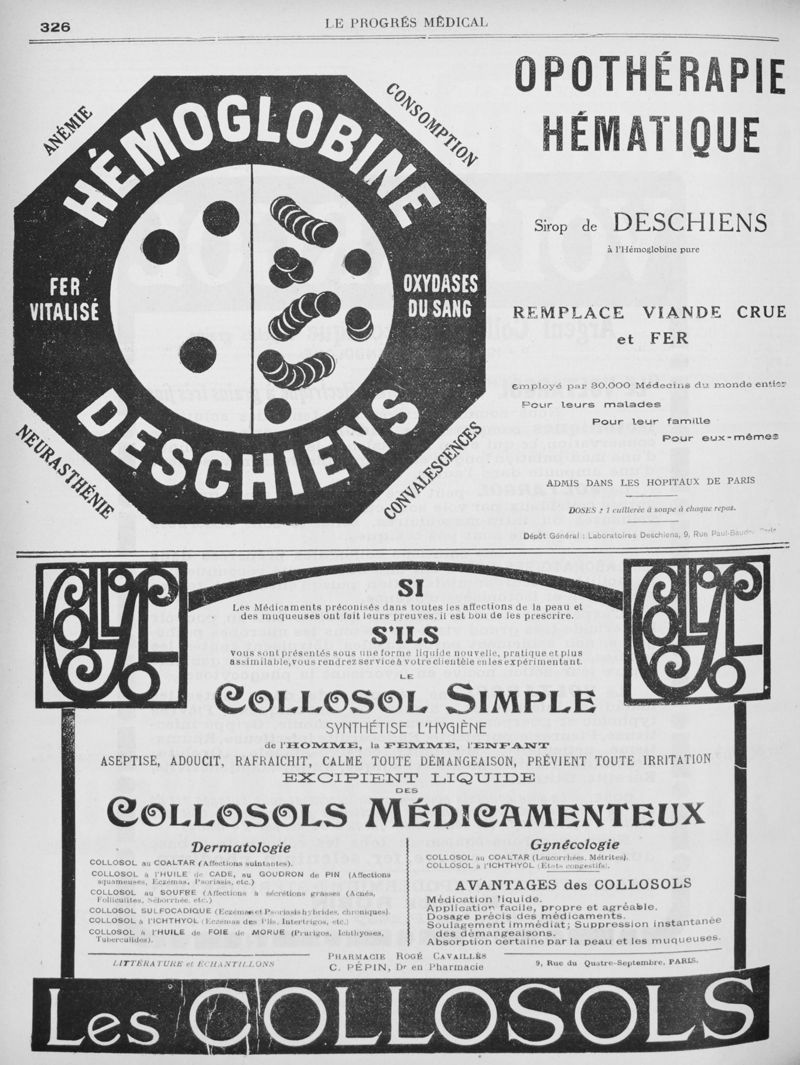 326
LE PROGRÉS MÉDICAL
ANÉMIE
CONSOMPTION
HÉMOGLOBINE
FER
VITALISÉ
OXYDASES
DU SANG
DESCHIENS
NEURASTHÉNIE
CONVALESCENCES
OPOTHÉRAPIE
HÉMATIQUE
Sirop de DESCHIENS
à l'Hémoglobine pure
REMPLACE VIANDE CRUE
et FER
employé par 30.000 Médecins du monde entier
Pour leurs malades
Pour leur famille
Pour eux-mêmes
ADMIS DANS LES HOPITAUX DE PARIS
DOSES : 1 cuillerée à soupe à chaque repas.
Dépôt Général : Laboratoires Deschiens, 9, Rue Paul-Baudry
SI
Les Médicaments préconisés dans toutes les affections de la peau et
des muqueuses ont fait leurs preuves, il est bon de les prescrire.
S'ILS
vous sont présentés sous une forme liquide nouvelle, pratique et plus
assimilable, vous rendrez service à votre clientèle en les expérimentant.
LE
COLLOSOL SIMPLE
SYNTHÉTISE L'HYGIÈNE
de l'HOMME, la FEMME, l'ENFANT
ASEPTISE, ADOUCIT, RAFRAICHIT, CALME TOUTE DÉMANGEAISON, PRÉVIENT TOUTE IRRITATION
EXCIPIENT LIQUIDE
DES
COLLOSOLS MÉDICAMENTEUX
Dermatologie
COLLOSOL au COALTAR (Affections suintantes).
COLLOSOL à l'HUILE de CADE, au GOUDRON de PIN (Affections
squameuses, Eczémas, Psoriasis, etc.)
COLLOSOL au SOUFFRE (Affections à sécrétions grasses (Acnés,
Folliculites, Séborrhée, etc.)
COLLOSOL SULFOCADIQUE (Eczémas et Psoriasis hybrides, chroniques).
COLLOSOL à l'ICHTHYOL (Eczémas des Plis, Intertrigos, etc.)
COLLOSOL à l'HUILE de FOIE de MORUE (Prurigos, Ichthyoses,
Tuberculides).
Gynécologie
COLLOSOL au COALTAR (Leucorrhées, Métrites).
COLLOSOL à l'ICHTHYOL (Etats congestifs).
AVANTAGES des COLLOSOLS
Médication liquide.
Application facile, propre et agréable.
Dosage précis des médicaments.
Soulagement immédiat; Suppression instantanée
des démangeaisons.
Absorption certaine par la peau et les muqueuses.
LITTÉRATURE et ECHANTILLONS
PHARMACIE ROGÉ CAVAILLÈS
C. PÉPIN, Dr en Pharmacie
9, Rue du Quatre-Septembre, PARIS.
Les COLLOSOLS